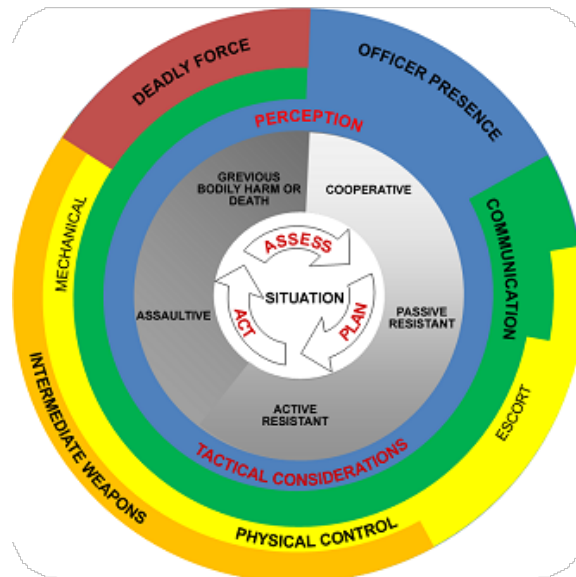 DEADLY FORCE
OFFICER PRESENCE
PERCEPTION
GREVIOUS
BODILY HARM OR
DEATH
COOPERATIVE
MECHANICAL
COMMUNICATION
ASSESS
SITUATION
ASSAULTIVE
ACT
PLAN
PASSIVE
RESISTANT
ACTIVE
RESISTANT
ESCORT
INTERMEDIATE WEAPONS
TACTICAL CONSIDERATIONS
PHYSICAL CONTROL